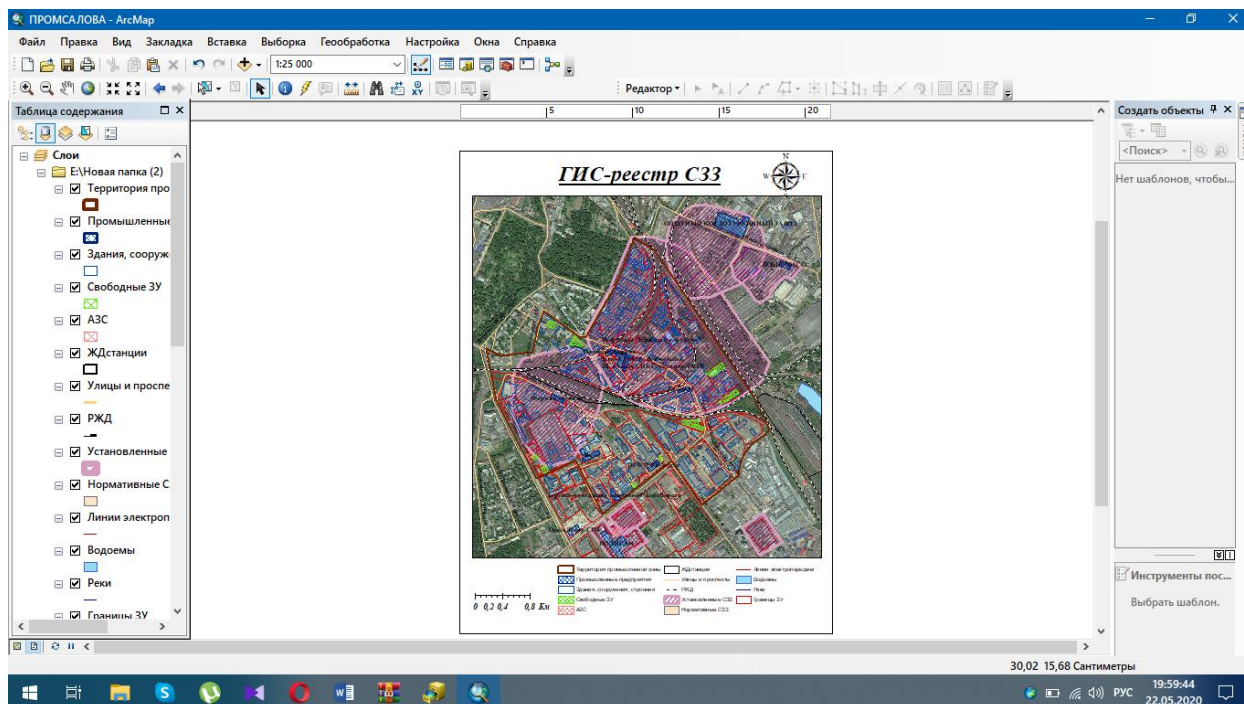 ПРОМСАЛОВА - ArcMap
Файл Правка Вид Закладка Вставка Выборка Геообработка Настройка Окна Справка
1:25 000
Редактор
Таблица содержания
Слои
E:\Новая папка (2)
Территория про
Промышленные
Здания, сооруж
Свободные ЗУ
АЗС
ЖДстанции
Улицы и проспе
РЖД
Установленные
Нормативные С
Линии электроп
Водоемы
Реки
Границы ЗУ
5 10 15 20
ГИС-реестр СЗЗ
N
W E
Территория промышленной зоны
Промышленные предприятия
Здания, сооружения, строения
Свободные ЗУ
АЗС
ЖДстанции
Улицы и проспекты
РЖД
Установленные СЗЗ
Нормативные СЗЗ
Линии электропередачи
Водоемы
Реки
Границы ЗУ
0 0,2 0,4 0,8 Км
Создать объекты
<Поиск>
Нет шаблонов, чтобы...
Инструменты пос...
Выбрать шаблон.
30,02 15,68 Сантиметры
РУС
19:59:44
22.05.2020